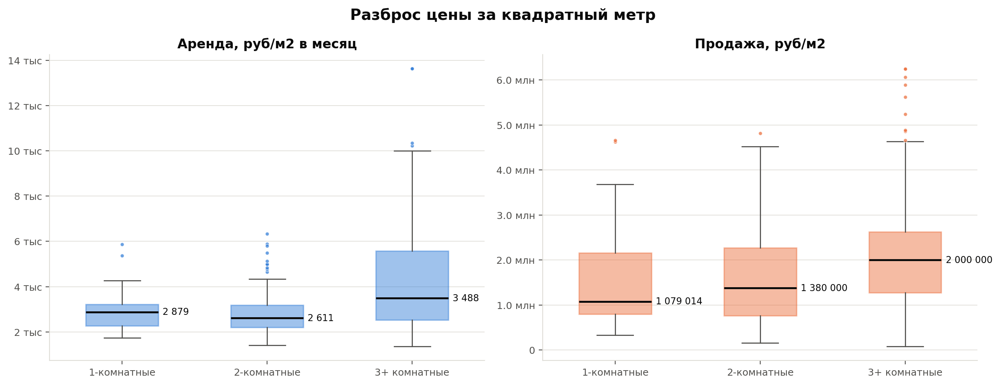 Разброс цены за квадратный метр
Аренда, руб/м2 в месяц
14 тыс
12 тыс
10 тыс
8 тыс
6 тыс
4 тыс
2 тыс
2 879
2 611
3 488
1-комнатные
2-комнатные
3+ комнатные
Продажа, руб/м2
6.0 млн
5.0 млн
4.0 млн
3.0 млн
2.0 млн
1.0 млн
0
1 079 014
1 380 000
2 000 000
1-комнатные
2-комнатные
3+ комнатные